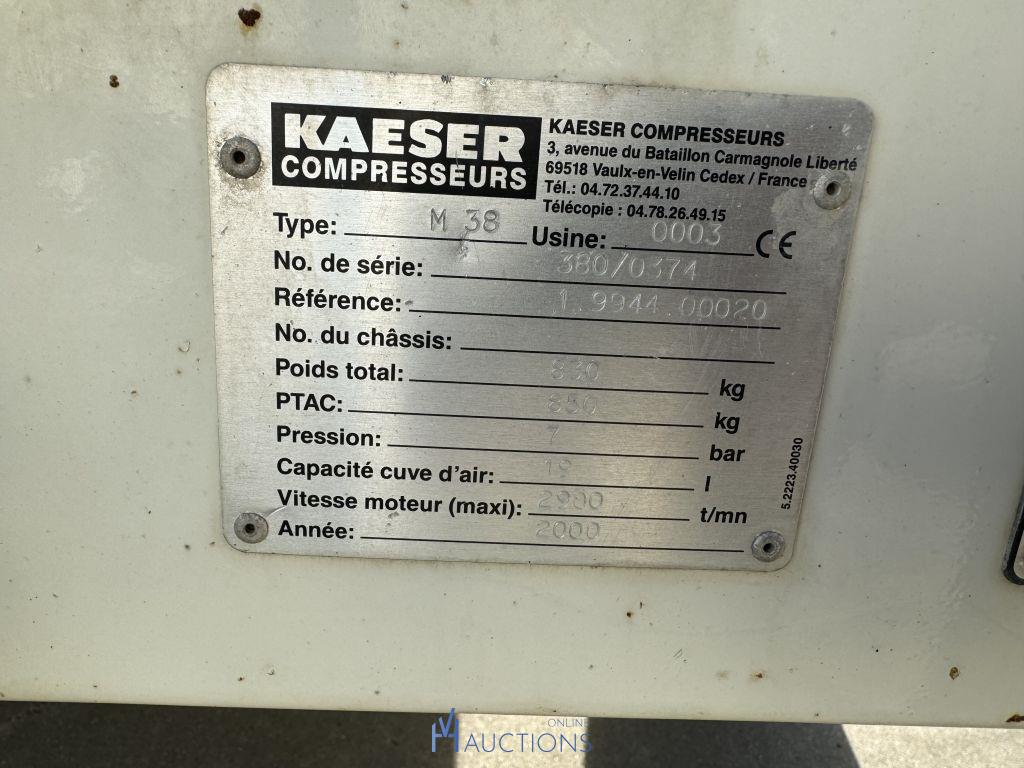 KAESER
COMPRESSEURS
KAESER COMPRESSEURS
3, avenue du Bataillon Carmagnole Liberté
69518 Vaulx-en-Velin Cedex / France
Tél.: 04.72.37.44.10
Télécopie : 04.78.26.49.15
Type: M 38 Usine: 0003 CE
No. de série: 380/0374
Référence: 1.9944.00020
No. du châssis:
Poids total: kg
PTAC: 850 kg
Pression: 7 bar
Capacité cuve d'air: l
Vitesse moteur (maxi): 2900 t/mn
Année: 2000
5.2223.40030
ONLINE
AUCTIONS